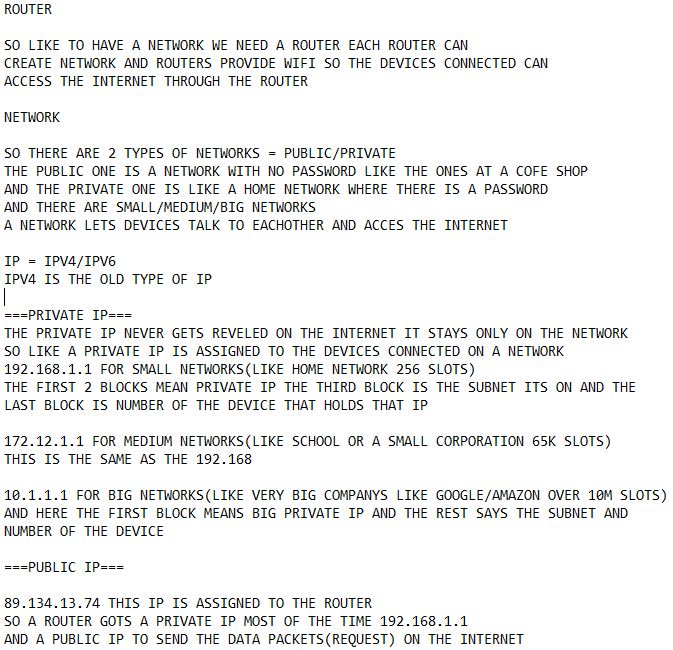 ROUTER
SO LIKE TO HAVE A NETWORK WE NEED A ROUTER EACH ROUTER CAN
CREATE NETWORK AND ROUTERS PROVIDE WIFI SO THE DEVICES CONNECTED CAN
ACCESS THE INTERNET THROUGH THE ROUTER
NETWORK
SO THERE ARE 2 TYPES OF NETWORKS = PUBLIC/PRIVATE
THE PUBLIC ONE IS A NETWORK WITH NO PASSWORD LIKE THE ONES AT A COFE SHOP
AND THE PRIVATE ONE IS LIKE A HOME NETWORK WHERE THERE IS A PASSWORD
AND THERE ARE SMALL/MEDIUM/BIG NETWORKS
A NETWORK LETS DEVICES TALK TO EACHOTHER AND ACCES THE INTERNET
IP = IPV4/IPV6
IPV4 IS THE OLD TYPE OF IP
===PRIVATE IP===
THE PRIVATE IP NEVER GETS REVELED ON THE INTERNET IT STAYS ONLY ON THE NETWORK
SO LIKE A PRIVATE IP IS ASSIGNED TO THE DEVICES CONNECTED ON A NETWORK
192.168.1.1 FOR SMALL NETWORKS(LIKE HOME NETWORK 256 SLOTS)
THE FIRST 2 BLOCKS MEAN PRIVATE IP THE THIRD BLOCK IS THE SUBNET ITS ON AND THE
LAST BLOCK IS NUMBER OF THE DEVICE THAT HOLDS THAT IP
172.12.1.1 FOR MEDIUM NETWORKS(LIKE SCHOOL OR A SMALL CORPORATION 65K SLOTS)
THIS IS THE SAME AS THE 192.168
10.1.1.1 FOR BIG NETWORKS(LIKE VERY BIG COMPANYS LIKE GOOGLE/AMAZON OVER 10M SLOTS)
AND HERE THE FIRST BLOCK MEANS BIG PRIVATE IP AND THE REST SAYS THE SUBNET AND
NUMBER OF THE DEVICE
===PUBLIC IP===
89.134.13.74 THIS IP IS ASSIGNED TO THE ROUTER
SO A ROUTER GOTS A PRIVATE IP MOST OF THE TIME 192.168.1.1
AND A PUBLIC IP TO SEND THE DATA PACKETS(REQUEST) ON THE INTERNET